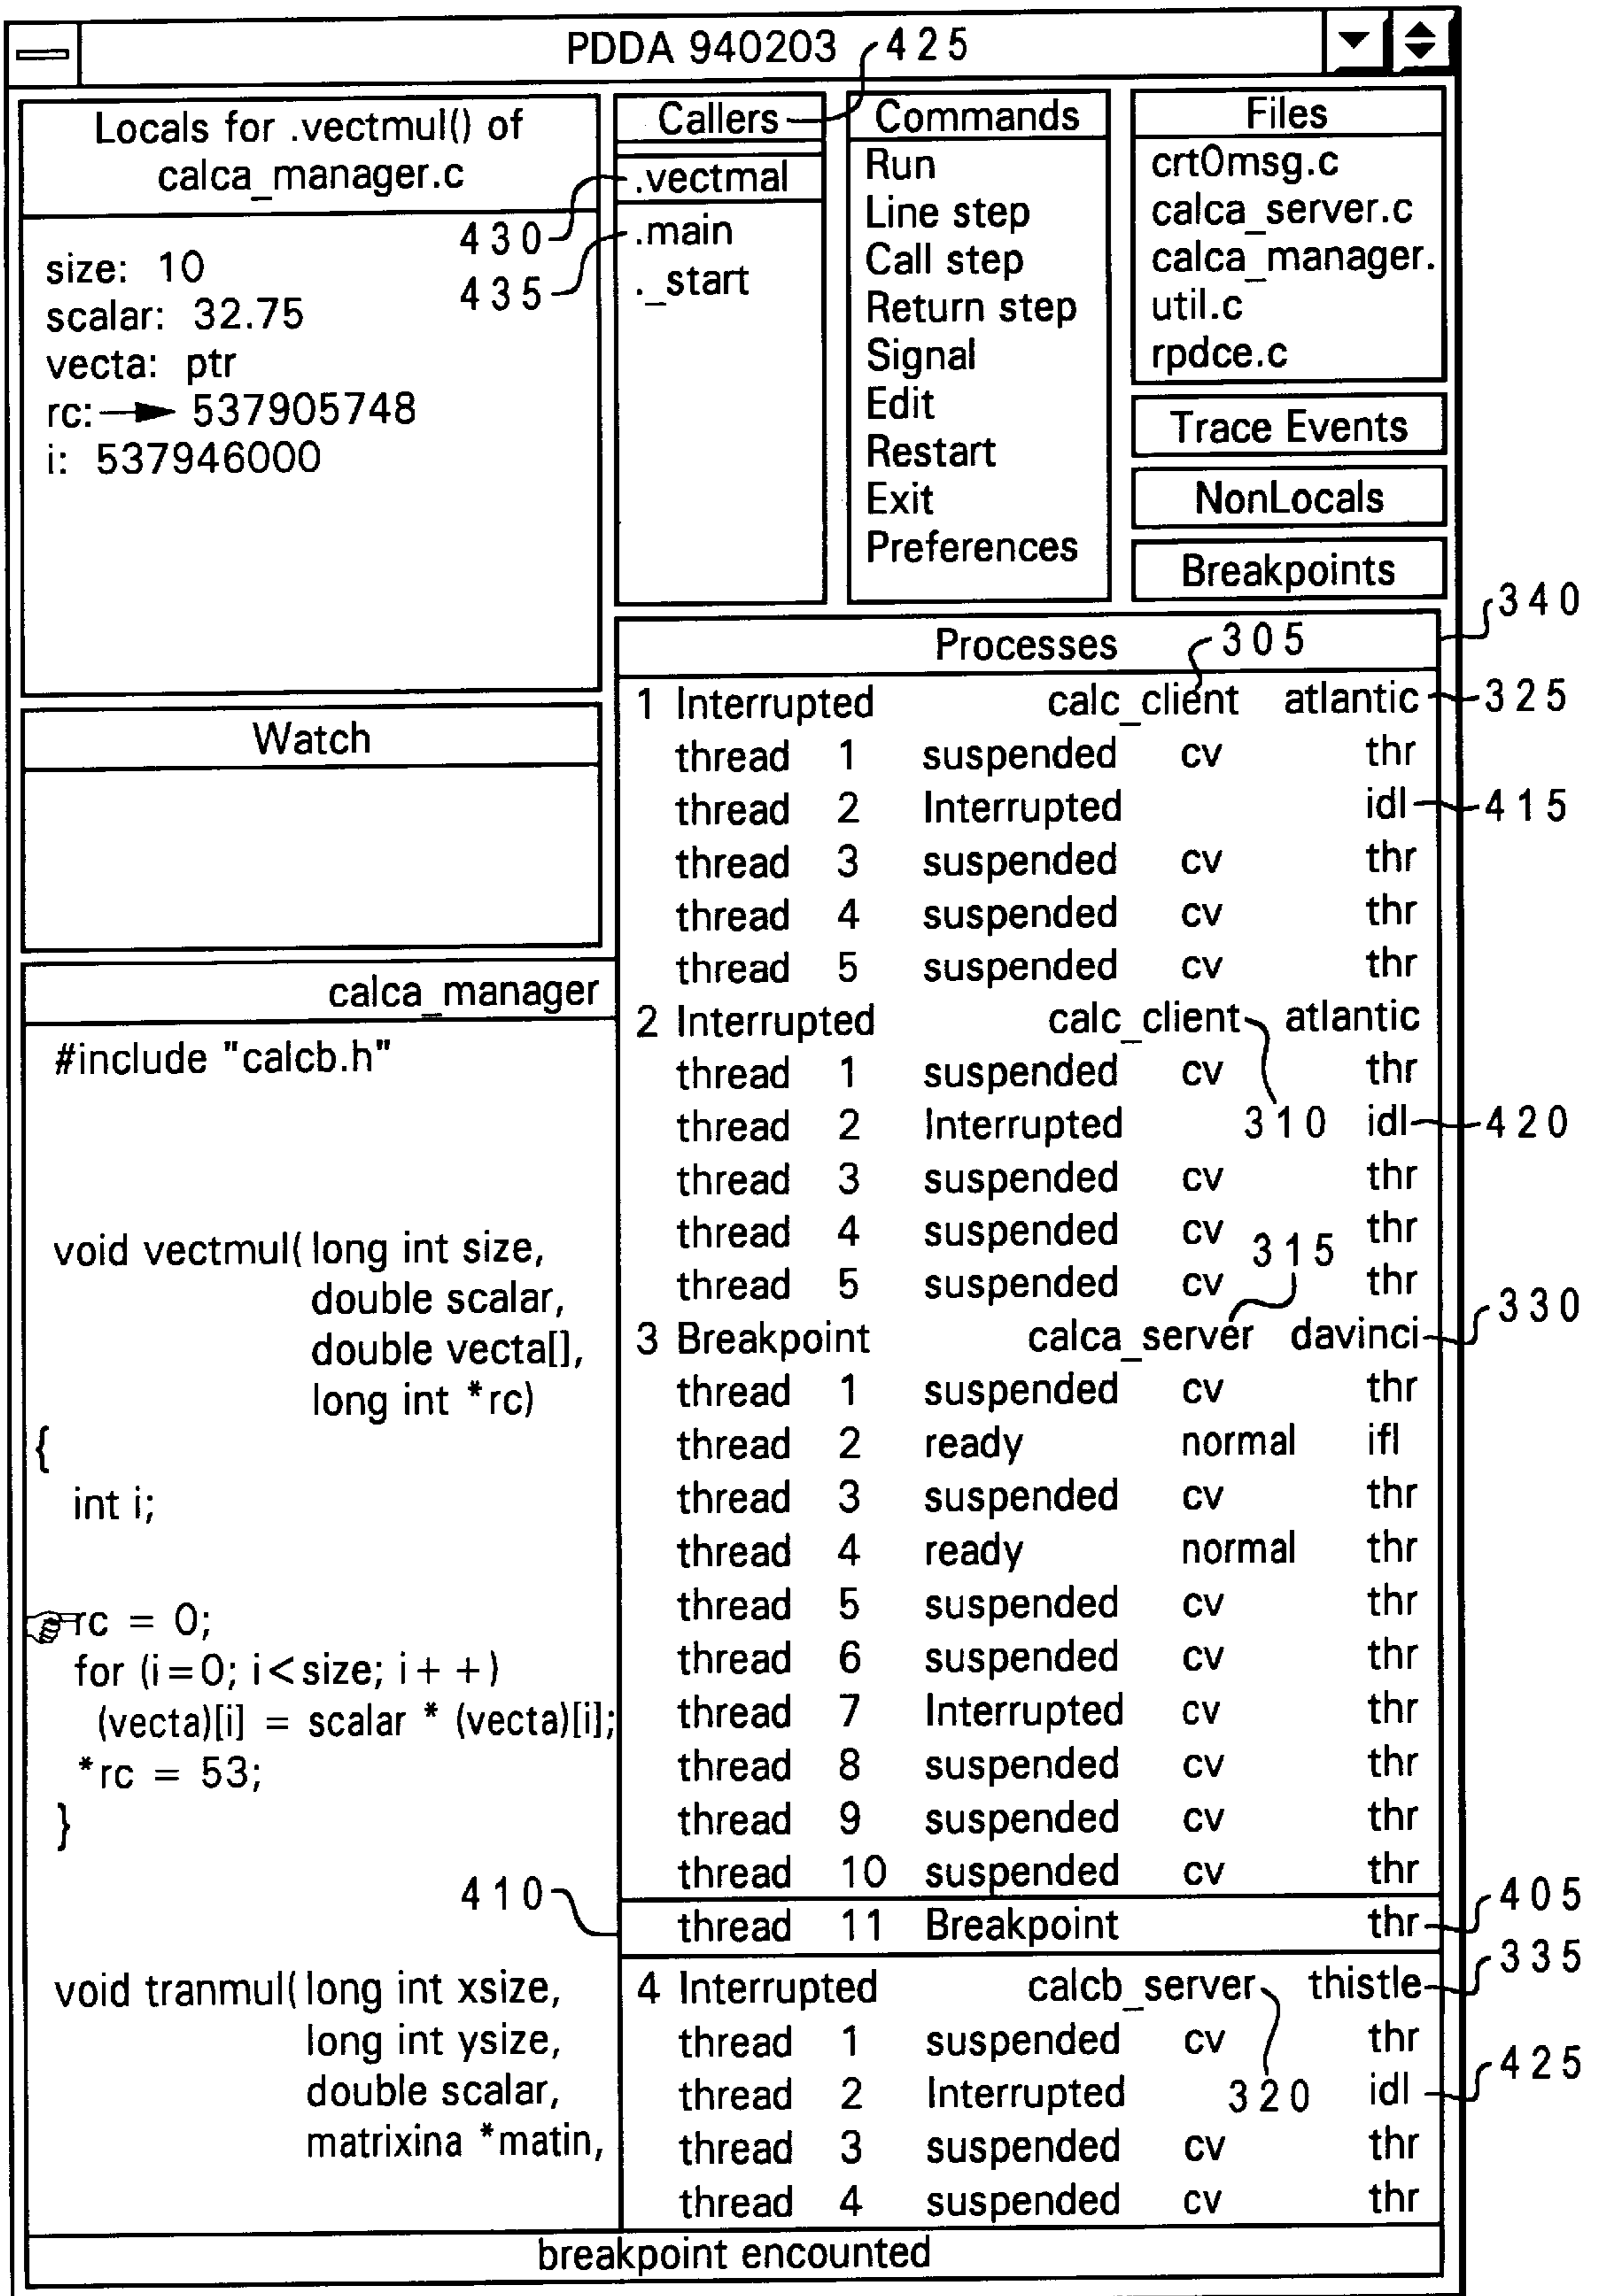 PDDA 940203
425
Locals for .vectmul() of
calca_manager.c
size: 10
scalar: 32.75
vecta: ptr
rc: 537905748
i: 537946000
Callers
.vectmal
.main
._start
430
435
Commands
Run
Line step
Call step
Return step
Signal
Edit
Restart
Exit
Preferences
Files
crt0msg.c
calca_server.c
calca_manager.
util.c
rpdce.c
Trace Events
NonLocals
Breakpoints
340
Watch
calca_manager
#include "calcb.h"
void vectmul( long int size,
double scalar,
double vecta[],
long int *rc)
{
int i;
rc = 0;
for (i=0; i<size; i++)
(vecta)[i] = scalar * (vecta)[i];
*rc = 53;
}
410
void tranmul( long int xsize,
long int ysize,
double scalar,
matrixina *matin,
Processes 305
1 Interrupted calc_client atlantic 325
thread 1 suspended cv thr
thread 2 Interrupted idl 415
thread 3 suspended cv thr
thread 4 suspended cv thr
thread 5 suspended cv thr
2 Interrupted calc_client atlantic
thread 1 suspended cv thr
thread 2 Interrupted 310 idl 420
thread 3 suspended cv thr
thread 4 suspended cv 315 thr
thread 5 suspended cv thr
3 Breakpoint calca_server davinci 330
thread 1 suspended cv thr
thread 2 ready normal ifl
thread 3 suspended cv thr
thread 4 ready normal thr
thread 5 suspended cv thr
thread 6 suspended cv thr
thread 7 Interrupted cv thr
thread 8 suspended cv thr
thread 9 suspended cv thr
thread 10 suspended cv thr
thread 11 Breakpoint thr 405
4 Interrupted calcb_server thistle 335
thread 1 suspended cv thr
thread 2 Interrupted 320 idl 425
thread 3 suspended cv thr
thread 4 suspended cv thr
breakpoint encounted